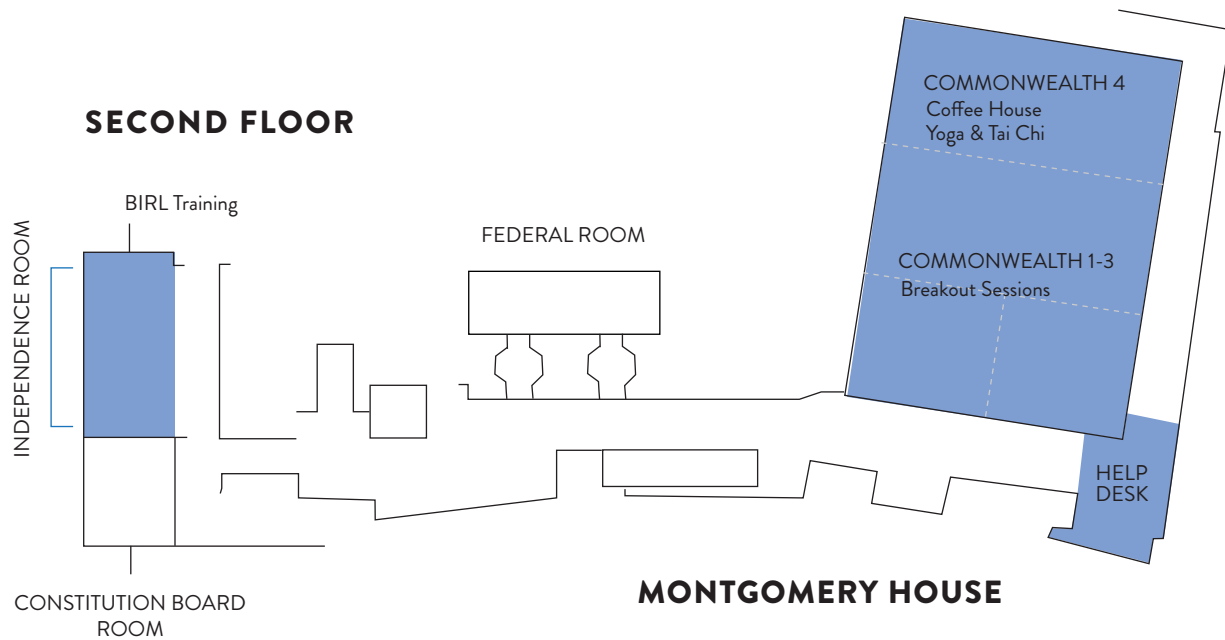 SECOND FLOOR
BIRL Training
INDEPENDENCE ROOM
CONSTITUTION BOARD
ROOM
FEDERAL ROOM
COMMONWEALTH 4
Coffee House
Yoga & Tai Chi
COMMONWEALTH 1-3
Breakout Sessions
HELP
DESK
MONTGOMERY HOUSE